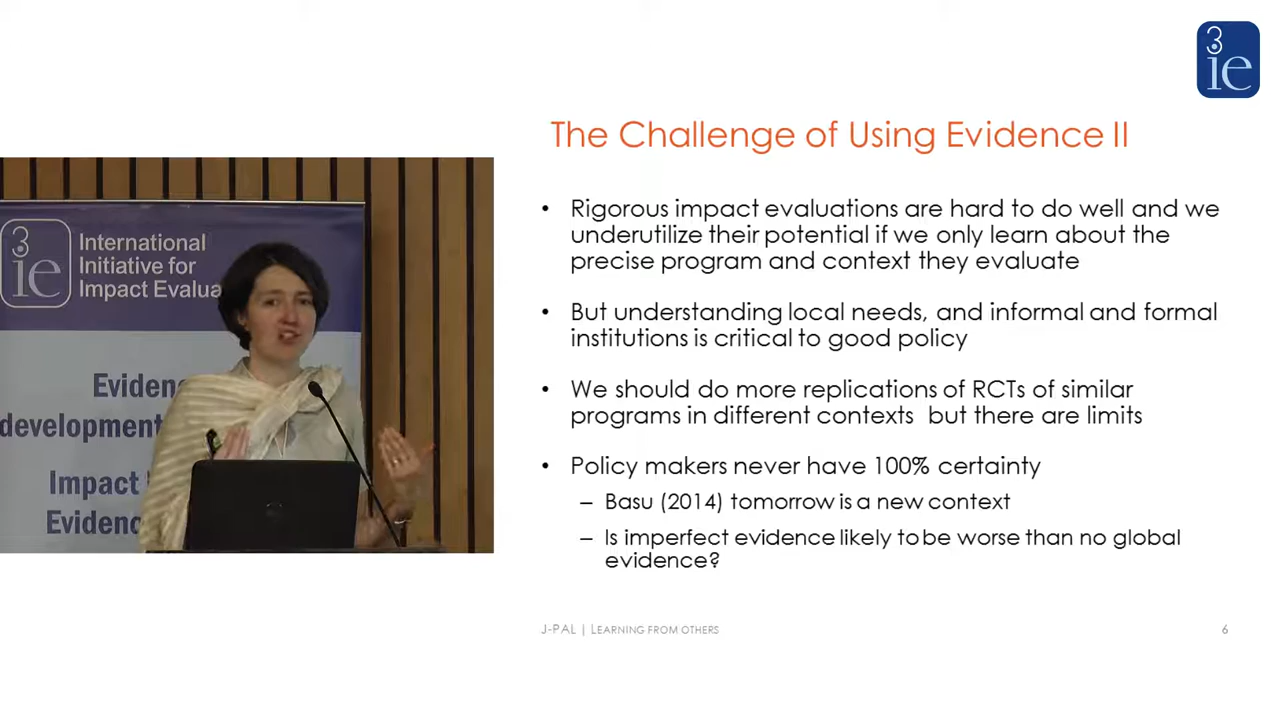 3
ie
The Challenge of Using Evidence II
• Rigorous impact evaluations are hard to do well and we
underutilize their potential if we only learn about the
precise program and context they evaluate
• But understanding local needs, and informal and formal
institutions is critical to good policy
• We should do more replications of RCTs of similar
programs in different contexts but there are limits
• Policy makers never have 100% certainty
– Basu (2014) tomorrow is a new context
– Is imperfect evidence likely to be worse than no global
evidence?
J-PAL | LEARNING FROM OTHERS
6
3
ie
International
Initiative for
Impact Evalua
Evidenc
development
Impact
Evidenc